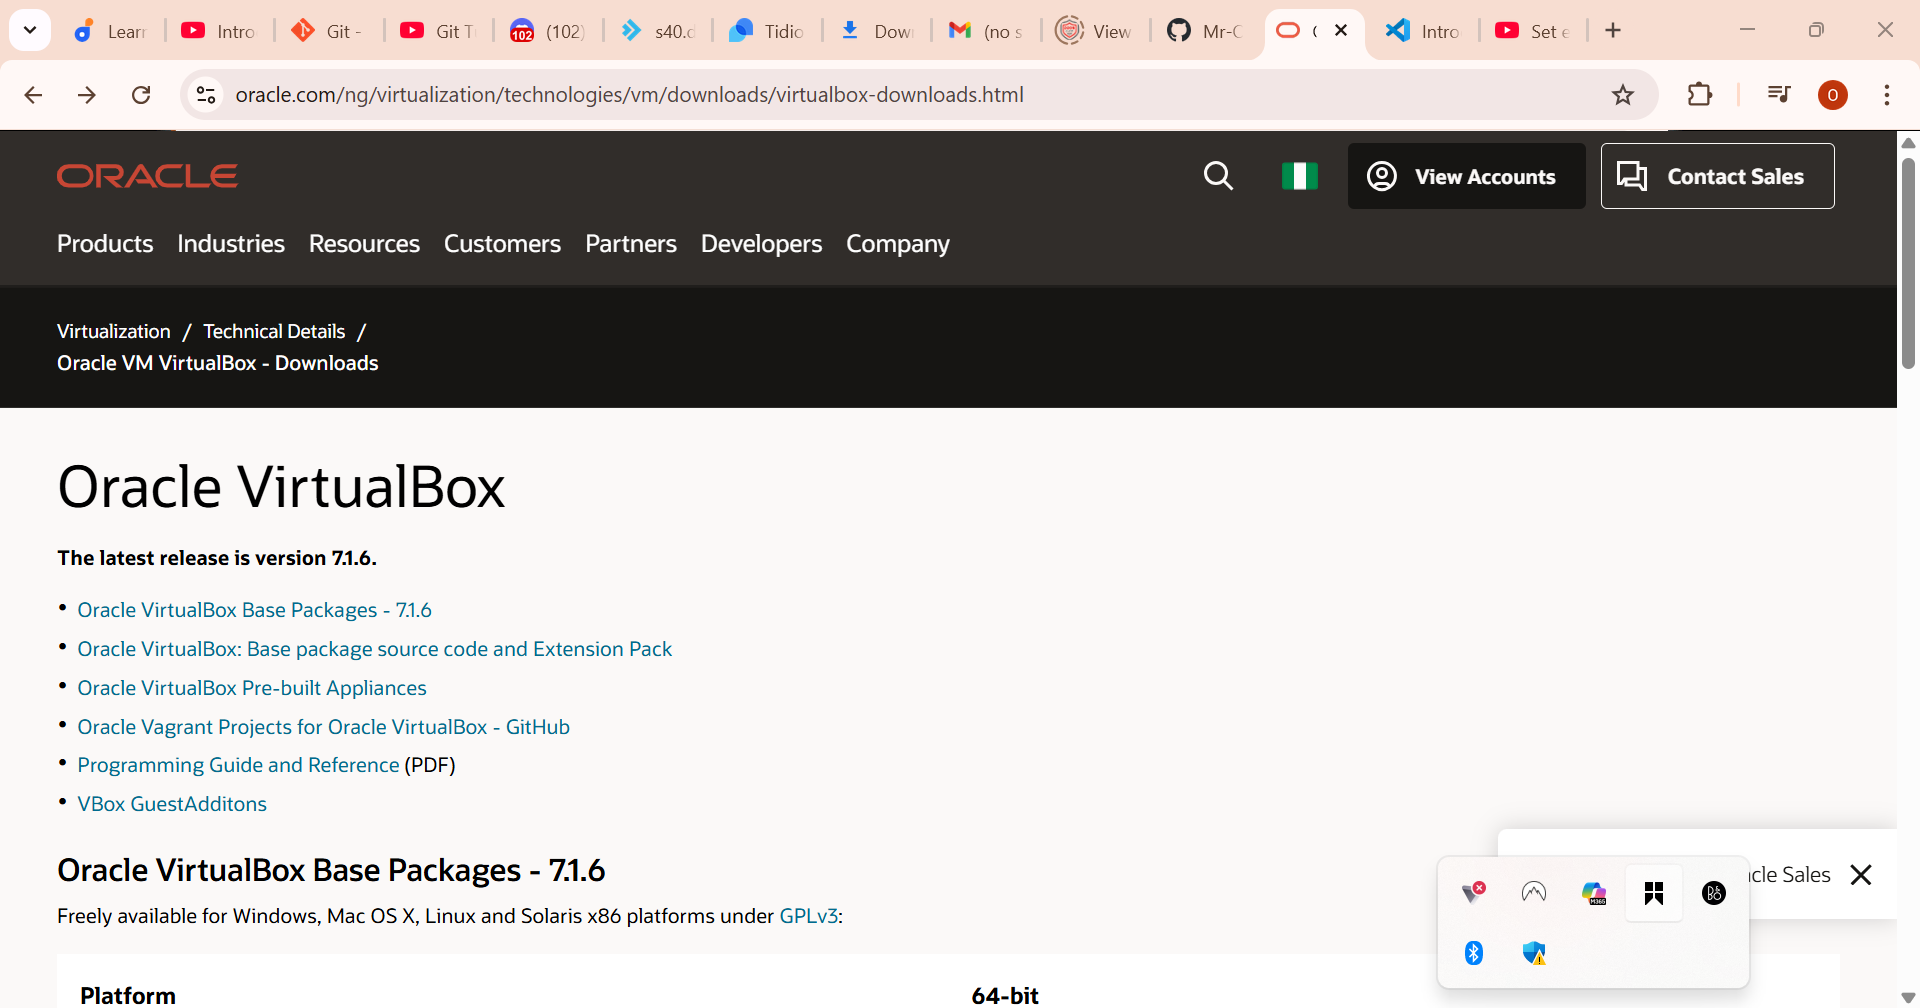 Learn
Intro
Git -
Git T
102
(102)
s40.d
Tidio
Down
(no s
View
Mr-C
Intro
Set e
oracle.com/ng/virtualization/technologies/vm/downloads/virtualbox-downloads.html
O
ORACLE
View Accounts
Contact Sales
Products Industries Resources Customers Partners Developers Company
Virtualization / Technical Details /
Oracle VM VirtualBox - Downloads
Oracle VirtualBox
The latest release is version 7.1.6.
• Oracle VirtualBox Base Packages - 7.1.6
• Oracle VirtualBox: Base package source code and Extension Pack
• Oracle VirtualBox Pre-built Appliances
• Oracle Vagrant Projects for Oracle VirtualBox - GitHub
• Programming Guide and Reference (PDF)
• VBox GuestAdditons
Oracle VirtualBox Base Packages - 7.1.6
Freely available for Windows, Mac OS X, Linux and Solaris x86 platforms under GPLv3:
Platform 64-bit
cle Sales
M365